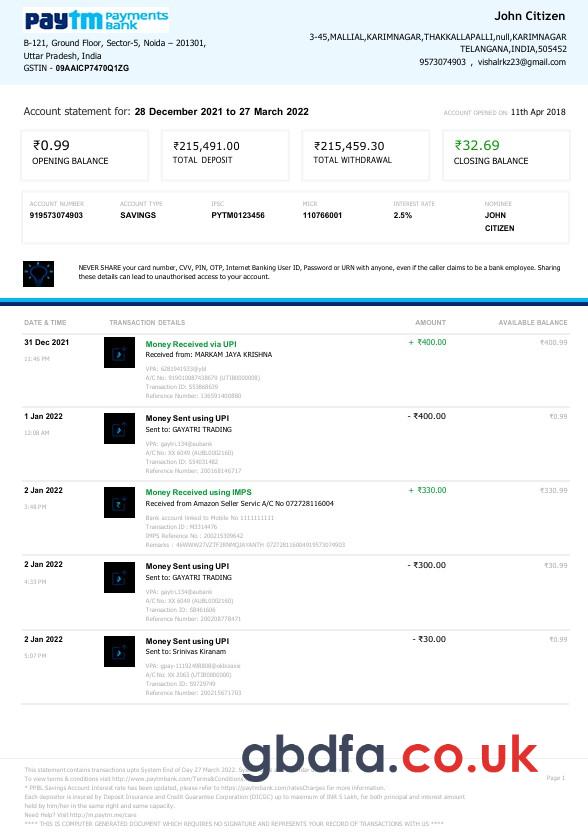 paytm payments
bank
John Citizen
B-121, Ground Floor, Sector-5, Noida – 201301,
Uttar Pradesh, India
GSTIN - 09AAICP7470Q1ZG
3-45,MALLIAL,KARIMNAGAR,THAKKALAPALLI,null,KARIMNAGAR
TELANGANA,INDIA,505452
9573074903 , vishalrkz23@gmail.com
Account statement for: 28 December 2021 to 27 March 2022
ACCOUNT OPENED ON 11th Apr 2018
₹0.99 ₹215,491.00 ₹215,459.30 ₹32.69
OPENING BALANCE TOTAL DEPOSIT TOTAL WITHDRAWAL CLOSING BALANCE
ACCOUNT NUMBER ACCOUNT TYPE IFSC MICR INTEREST RATE NOMINEE
919573074903 SAVINGS PYTM0123456 110766001 2.5% JOHN
CITIZEN
NEVER SHARE your card number, CVV, PIN, OTP, Internet Banking User ID, Password or URN with anyone, even if the caller claims to be a bank employee. Sharing
these details can lead to unauthorised access to your account.
DATE & TIME TRANSACTION DETAILS AMOUNT AVAILABLE BALANCE
31 Dec 2021 Money Received via UPI + ₹400.00 ₹400.99
11:46 PM Received from: MARKAM JAYA KRISHNA
VPA: 6281941533@ybl
A/C No: 919010087438679 (UTIB0000008)
Transaction ID: S53868639
Reference Number: 136591400880
1 Jan 2022 Money Sent using UPI - ₹400.00 ₹0.99
12:08 AM Sent to: GAYATRI TRADING
VPA: gaytri.134@aubank
A/C No: XX 6049 (AUBL0002160)
Transaction ID: S54031482
Reference Number: 200168146717
2 Jan 2022 Money Received using IMPS + ₹330.00 ₹330.99
3:48 PM Received from Amazon Seller Servic A/C No 072728116004
Bank account linked to Mobile No 1111111111
Transaction ID : M3314476
IMPS Reference No : 200215309642
2 Jan 2022 Money Sent using UPI - ₹300.00 ₹30.99
4:33 PM Sent to: GAYATRI TRADING
VPA: gaytri.134@aubank
A/C No: XX 6049 (AUBL0002160)
Transaction ID: S8461606
Reference Number: 200208778471
2 Jan 2022 Money Sent using UPI - ₹30.00 ₹0.99
5:07 PM Sent to: Srinivas Kiranam
A/C No: XX 2063 (UTIB0000000)
Transaction ID: S9729749
Reference Number: 200215671703
gbdfa.co.uk
This statement contains transactions upto System End of Day 27 March 2022.
To view terms & conditions visit http://www.paytmbank.com/Terms&Conditions
Page 1
* PPBL Savings Account Interest rate has been updated, please refer to https://paytmbank.com/ratesCharges for more information.
Each depositor is insured by Deposit Insurance and Credit Guarantee Corporation (DICGC) up to maximum of INR 5 Lakh, for both principal and interest amount
held by him/her in the same right and same capacity.
Need Help? Visit http://m.paytm.me/care
**** THIS IS COMPUTER GENERATED DOCUMENT WHICH REQUIRES NO SIGNATURE AND REPRESENTS YOUR RECORD OF TRANSACTIONS WITH US ****